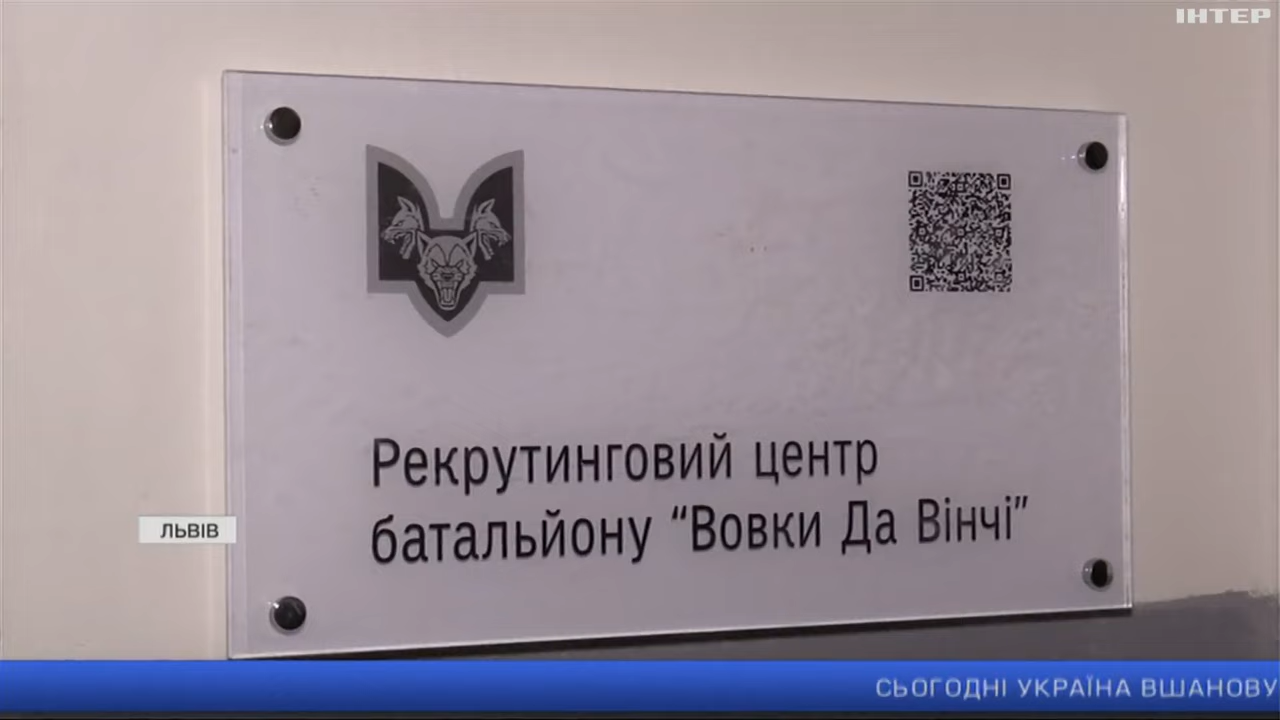 ІНТЕР
Рекрутинговий центр
батальйону “Вовки Да Вінчі”
ЛЬВІВ
СЬОГОДНІ УКРАЇНА ВШАНОВУ